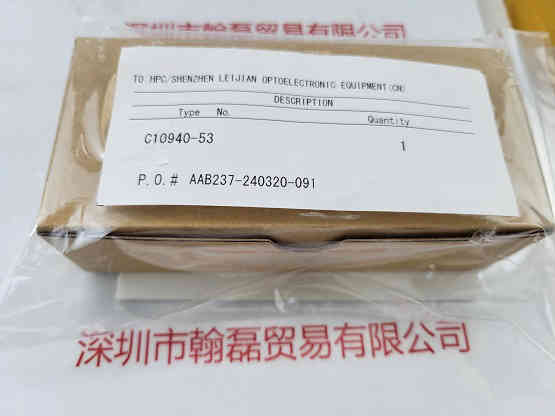 TO HPC/SHENZHEN LEIJIAN OPTOELECTRONIC EQUIPMENT(CN)
DESCRIPTION
Type No. Quantity
C10940-53 1
P.O.# AAB237-240320-091
深圳市翰磊贸易有限公司